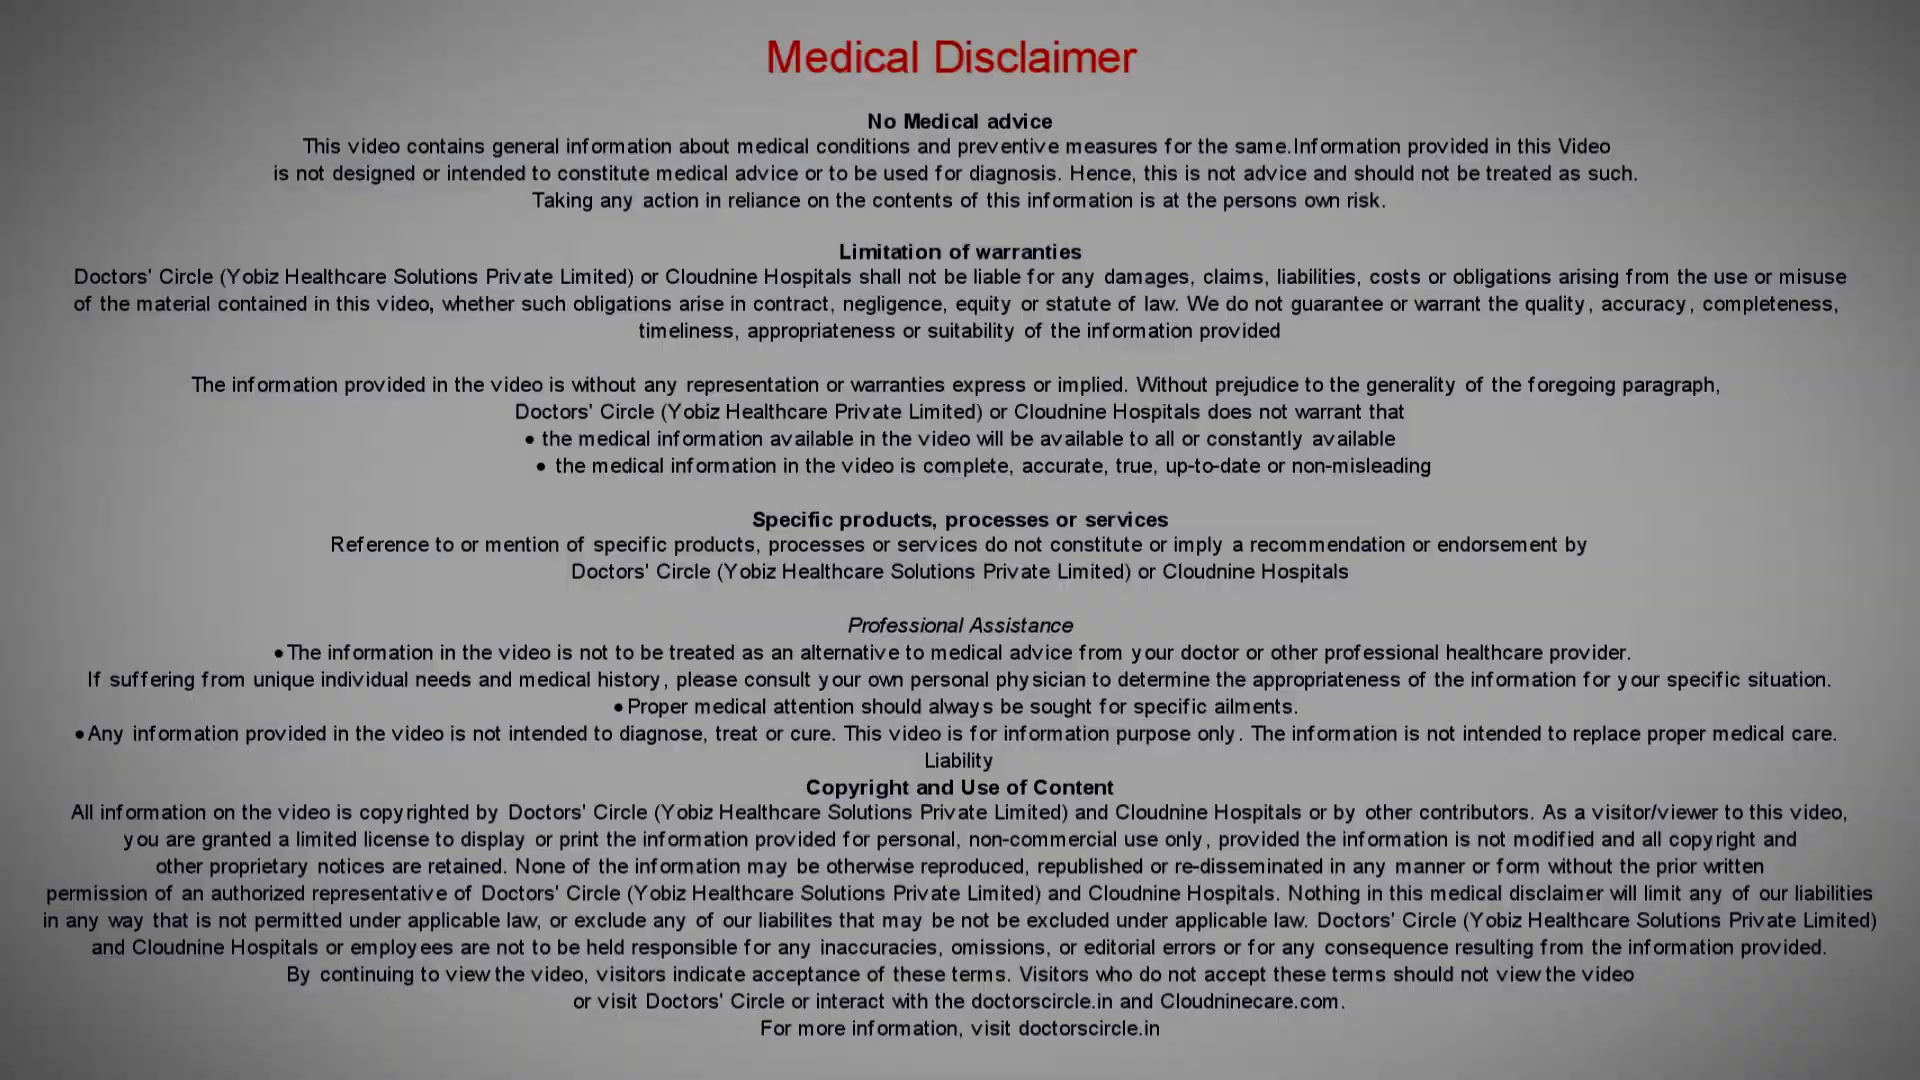 Medical Disclaimer
No Medical advice
This video contains general information about medical conditions and preventive measures for the same.Information provided in this Video
is not designed or intended to constitute medical advice or to be used for diagnosis. Hence, this is not advice and should not be treated as such.
Taking any action in reliance on the contents of this information is at the persons own risk.
Limitation of warranties
Doctors' Circle (Yobiz Healthcare Solutions Private Limited) or Cloudnine Hospitals shall not be liable for any damages, claims, liabilities, costs or obligations arising from the use or misuse
of the material contained in this video, whether such obligations arise in contract, negligence, equity or statute of law. We do not guarantee or warrant the quality, accuracy, completeness,
timeliness, appropriateness or suitability of the information provided
The information provided in the video is without any representation or warranties express or implied. Without prejudice to the generality of the foregoing paragraph,
Doctors' Circle (Yobiz Healthcare Private Limited) or Cloudnine Hospitals does not warrant that
• the medical information available in the video will be available to all or constantly available
• the medical information in the video is complete, accurate, true, up-to-date or non-misleading
Specific products, processes or services
Reference to or mention of specific products, processes or services do not constitute or imply a recommendation or endorsement by
Doctors' Circle (Yobiz Healthcare Solutions Private Limited) or Cloudnine Hospitals
Professional Assistance
•The information in the video is not to be treated as an alternative to medical advice from your doctor or other professional healthcare provider.
If suffering from unique individual needs and medical history, please consult your own personal physician to determine the appropriateness of the information for your specific situation.
•Proper medical attention should always be sought for specific ailments.
•Any information provided in the video is not intended to diagnose, treat or cure. This video is for information purpose only. The information is not intended to replace proper medical care.
Liability
Copyright and Use of Content
All information on the video is copyrighted by Doctors' Circle (Yobiz Healthcare Solutions Private Limited) and Cloudnine Hospitals or by other contributors. As a visitor/viewer to this video,
you are granted a limited license to display or print the information provided for personal, non-commercial use only, provided the information is not modified and all copyright and
other proprietary notices are retained. None of the information may be otherwise reproduced, republished or re-disseminated in any manner or form without the prior written
permission of an authorized representative of Doctors' Circle (Yobiz Healthcare Solutions Private Limited) and Cloudnine Hospitals. Nothing in this medical disclaimer will limit any of our liabilities
in any way that is not permitted under applicable law, or exclude any of our liabilites that may be not be excluded under applicable law. Doctors' Circle (Yobiz Healthcare Solutions Private Limited)
and Cloudnine Hospitals or employees are not to be held responsible for any inaccuracies, omissions, or editorial errors or for any consequence resulting from the information provided.
By continuing to view the video, visitors indicate acceptance of these terms. Visitors who do not accept these terms should not view the video
or visit Doctors' Circle or interact with the doctorscircle.in and Cloudninecare.com.
For more information, visit doctorscircle.in